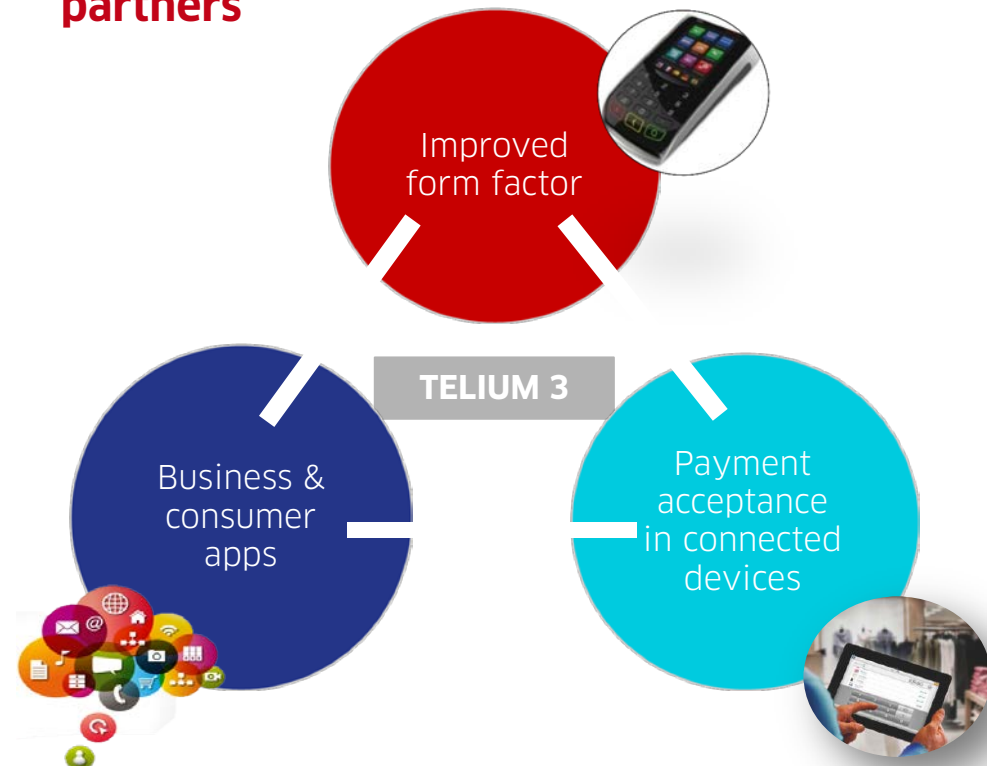 partners
Improved
form factor
TELIUM 3
Business &
consumer
apps
Payment
acceptance
in connected
devices